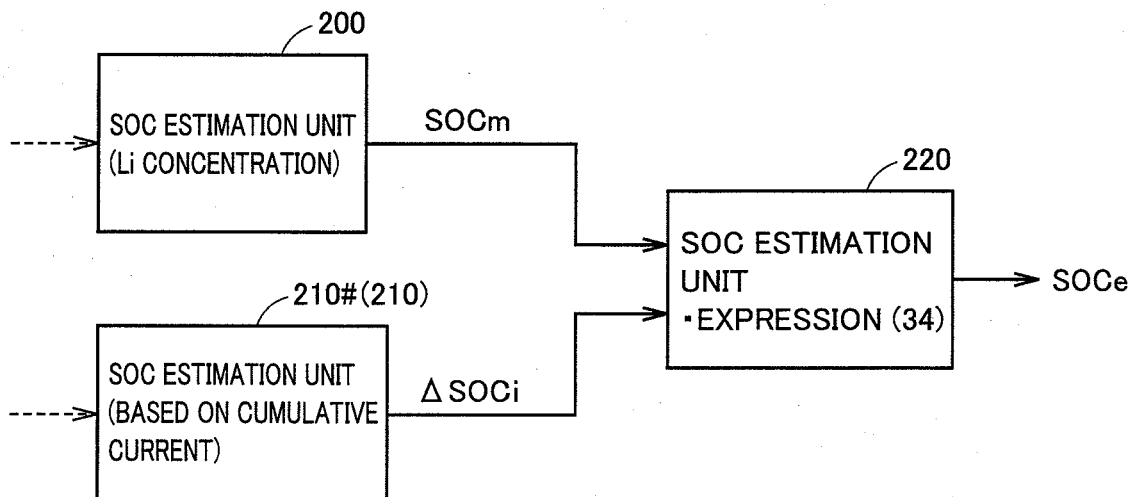 200
SOC ESTIMATION UNIT
(Li CONCENTRATION)
SOCm
220
SOC ESTIMATION
UNIT
・EXPRESSION (34)
SOCe
210#(210)
SOC ESTIMATION UNIT
(BASED ON CUMULATIVE
CURRENT)
Δ SOCi